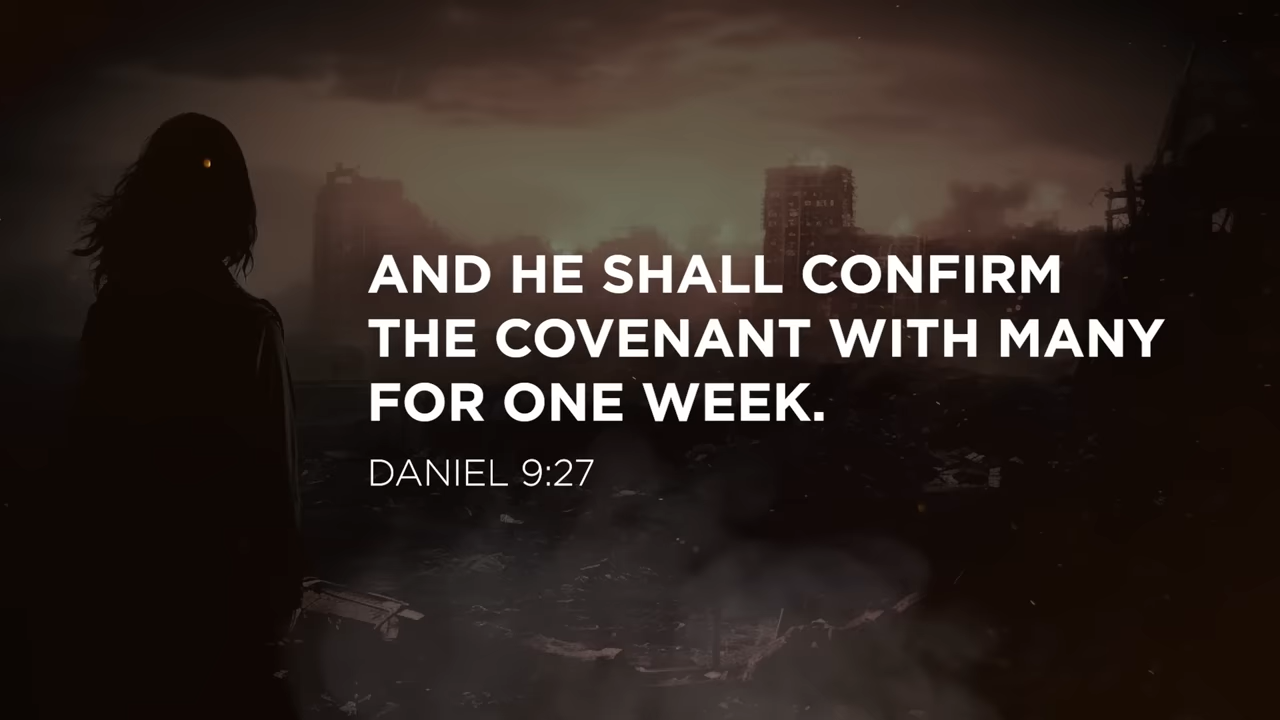 AND HE SHALL CONFIRM
THE COVENANT WITH MANY
FOR ONE WEEK.
DANIEL 9:27